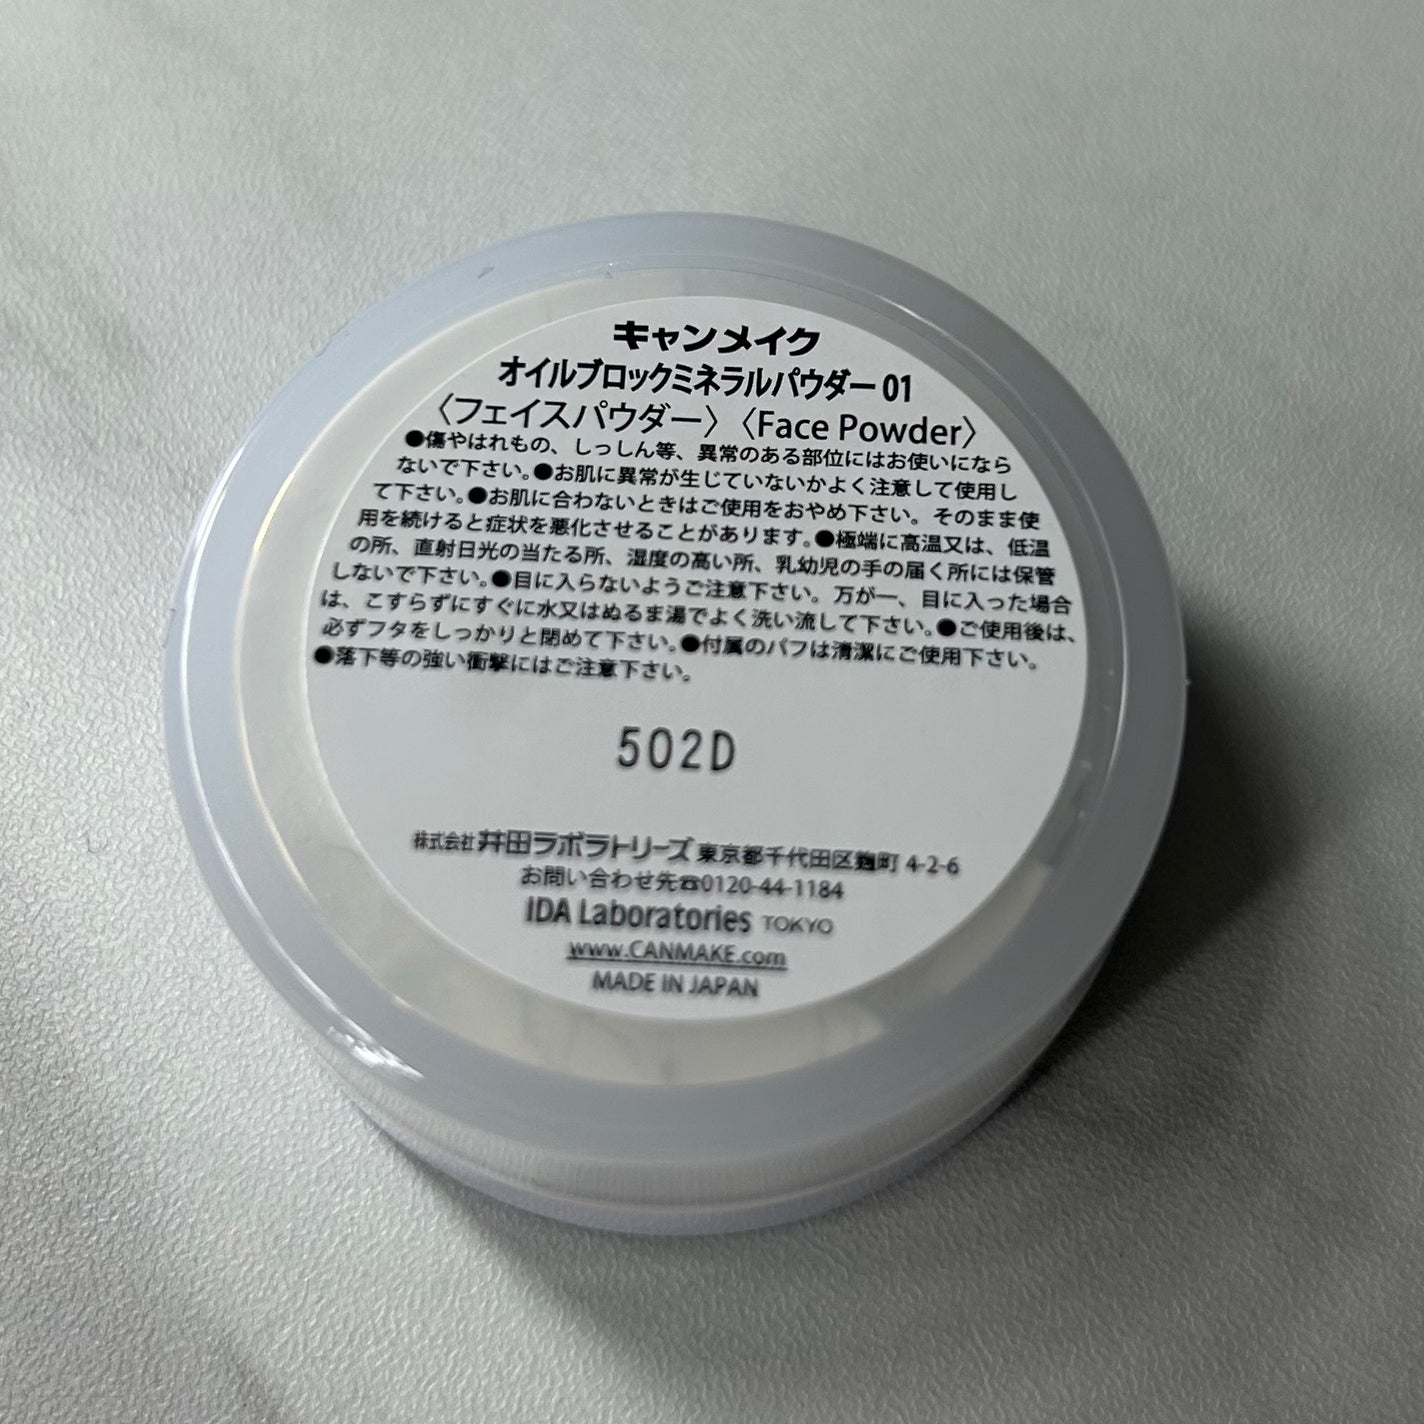 キャンメイク
オイルブロックミネラルパウダー 01
〈フェイスパウダー〉〈Face Powder〉
●傷やはれもの、しっしん等、異常のある部位にはお使いになら
ないで下さい。●お肌に異常が生じていないかよく注意して使用し
て下さい。●お肌に合わないときはご使用をおやめ下さい。そのまま使
用を続けると症状を悪化させることがあります。●極端に高温又は、低温
の所、直射日光の当たる所、湿度の高い所、乳幼児の手の届く所には保管
しないで下さい。●目に入らないようご注意下さい。万が一、目に入った場合
は、こすらずにすぐに水又はぬるま湯でよく洗い流して下さい。●ご使用後は、
必ずフタをしっかりと閉めて下さい。●付属のパフは清潔にご使用下さい。
●落下等の強い衝撃にはご注意下さい。
502D
株式会社 井田ラボラトリーズ 東京都千代田区麹町 4-2-6
お問い合わせ先☎0120-44-1184
IDA Laboratories TOKYO
www.CANMAKE.com
MADE IN JAPAN